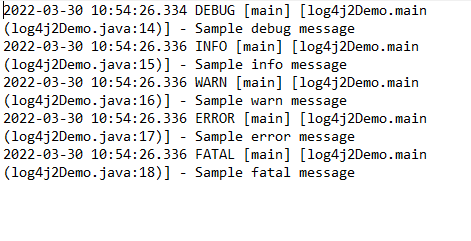 2022-03-30 10:54:26.334 DEBUG [main] [log4j2Demo.main
(log4j2Demo.java:14)] - Sample debug message
2022-03-30 10:54:26.336 INFO [main] [log4j2Demo.main
(log4j2Demo.java:15)] - Sample info message
2022-03-30 10:54:26.336 WARN [main] [log4j2Demo.main
(log4j2Demo.java:16)] - Sample warn message
2022-03-30 10:54:26.336 ERROR [main] [log4j2Demo.main
(log4j2Demo.java:17)] - Sample error message
2022-03-30 10:54:26.336 FATAL [main] [log4j2Demo.main
(log4j2Demo.java:18)] - Sample fatal message